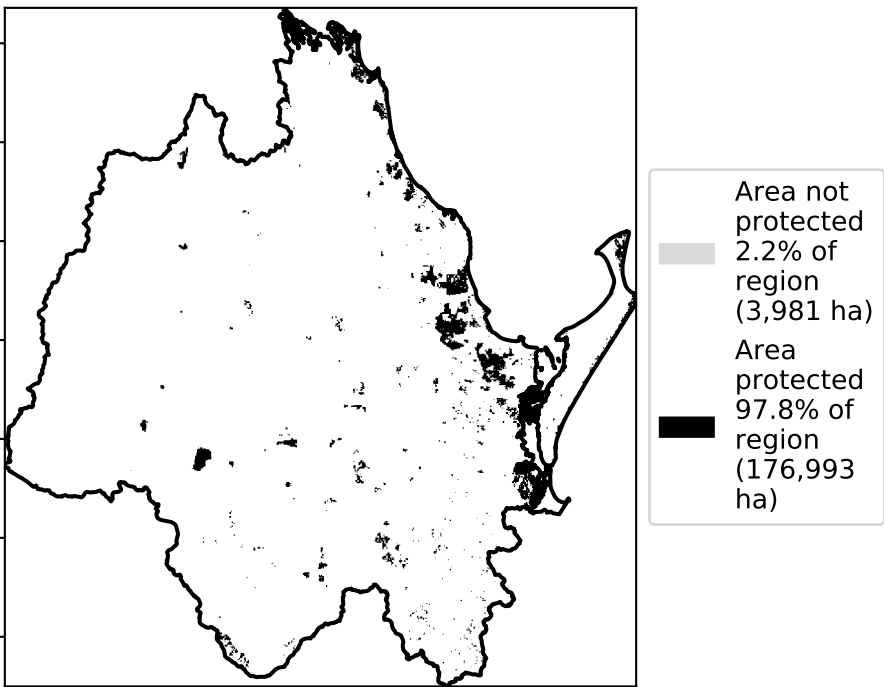 Area not
protected
2.2% of
region
(3,981 ha)
Area
protected
97.8% of
region
(176,993
ha)